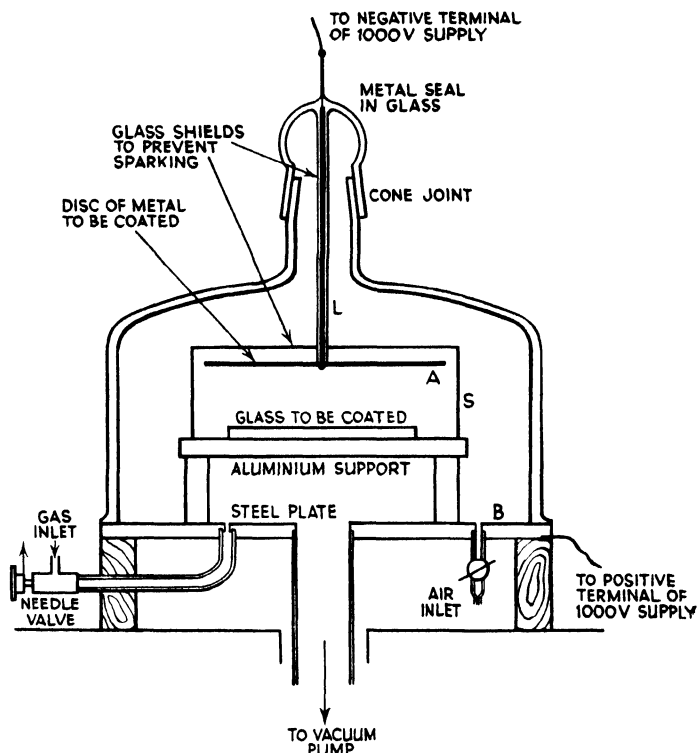 TO NEGATIVE TERMINAL
OF 1000V SUPPLY
METAL SEAL
IN GLASS
GLASS SHIELDS
TO PREVENT
SPARKING
CONE JOINT
DISC OF METAL
TO BE COATED
L
A
S
GLASS TO BE COATED
ALUMINIUM SUPPORT
STEEL PLATE
B
GAS
INLET
NEEDLE
VALVE
AIR
INLET
TO POSITIVE
TERMINAL OF
1000V SUPPLY
TO VACUUM
PUMP